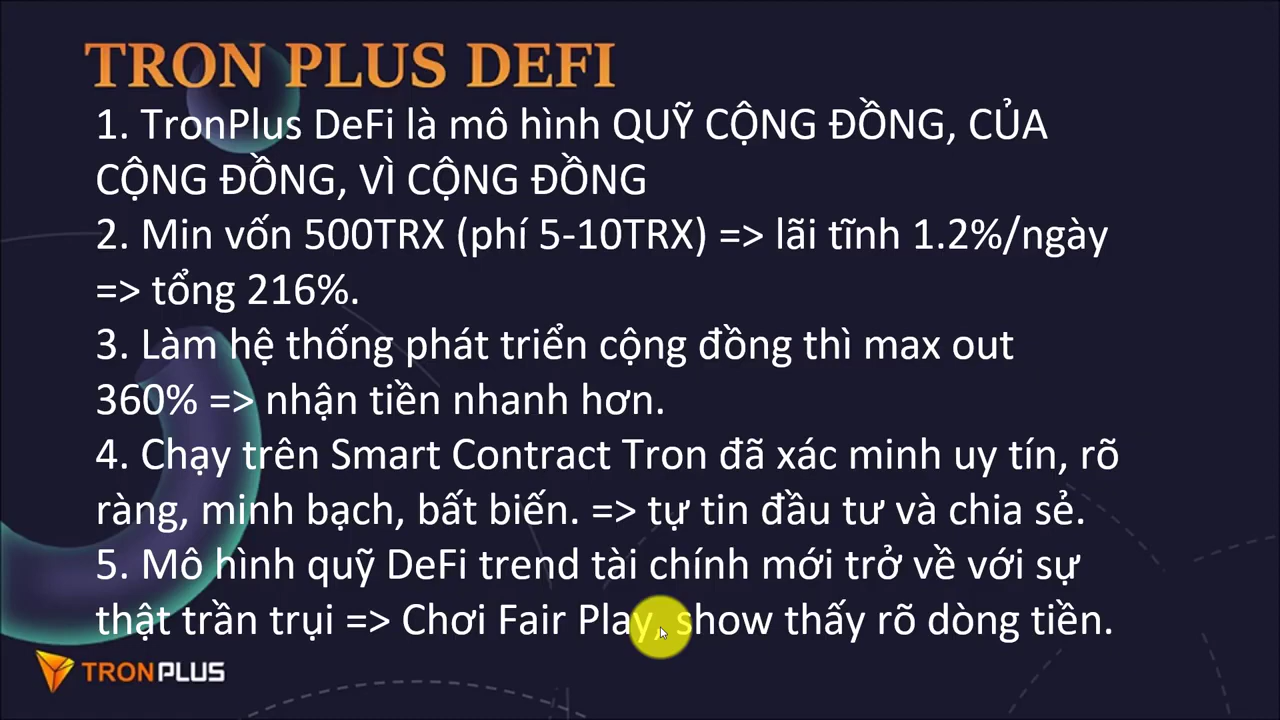 TRON PLUS DEFI
1. TronPlus DeFi là mô hình QUỸ CỘNG ĐỒNG, CỦA
CỘNG ĐỒNG, VÌ CỘNG ĐỒNG
2. Min vốn 500TRX (phí 5-10TRX) => lãi tĩnh 1.2%/ngày
=> tổng 216%.
3. Làm hệ thống phát triển cộng đồng thì max out
360% => nhận tiền nhanh hơn.
4. Chạy trên Smart Contract Tron đã xác minh uy tín, rõ
ràng, minh bạch, bất biến. => tự tin đầu tư và chia sẻ.
5. Mô hình quỹ DeFi trend tài chính mới trở về với sự
thật trần trụi => Chơi Fair Play, show thấy rõ dòng tiền.
TRONPLUS